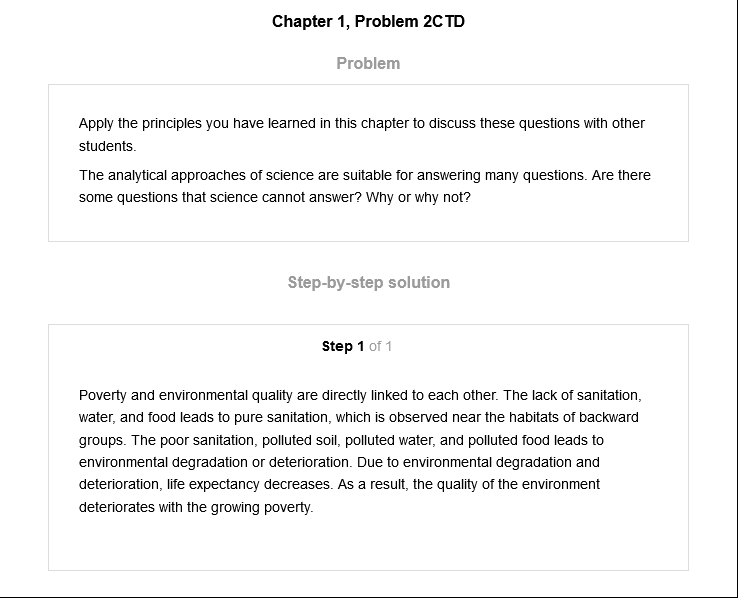 Chapter 1, Problem 2CTD
Problem
Apply the principles you have learned in this chapter to discuss these questions with other
students.
The analytical approaches of science are suitable for answering many questions. Are there
some questions that science cannot answer? Why or why not?
Step-by-step solution
Step 1 of 1
Poverty and environmental quality are directly linked to each other. The lack of sanitation,
water, and food leads to pure sanitation, which is observed near the habitats of backward
groups. The poor sanitation, polluted soil, polluted water, and polluted food leads to
environmental degradation or deterioration. Due to environmental degradation and
deterioration, life expectancy decreases. As a result, the quality of the environment
deteriorates with the growing poverty.